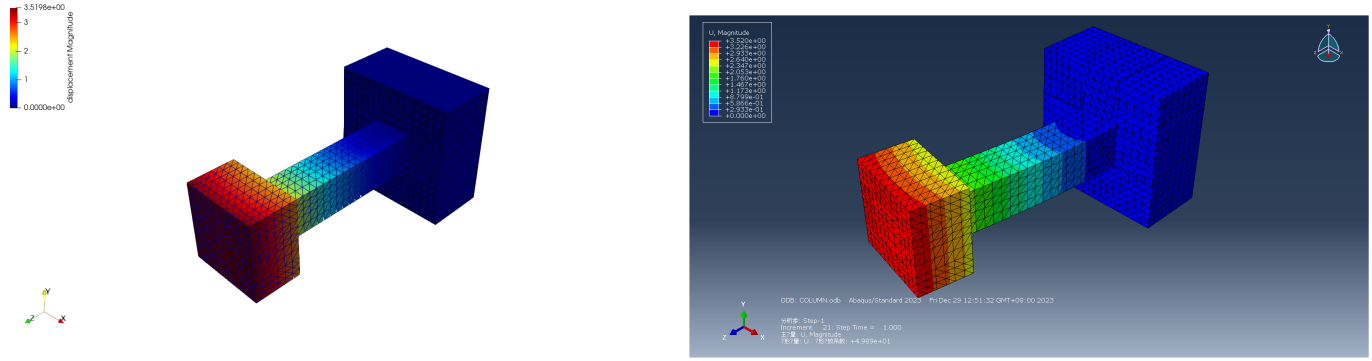 3.5198e+00
3
2
1
0.0000e+00
displacement Magnitude
Y
Z
X
U, Magnitude
+3.520e+00
+3.226e+00
+2.933e+00
+2.640e+00
+2.347e+00
+2.053e+00
+1.760e+00
+1.467e+00
+1.173e+00
+8.799e-01
+5.866e-01
+2.933e-01
+0.000e+00
Y
Z
X
ODB: COLUMN.odb Abaqus/Standard 2023 Fri Dec 29 12:51:32 GMT+08:00 2023
Step-1
Increment 21: Step Time = 1.000
U, Magnitude
U +4.989e+01